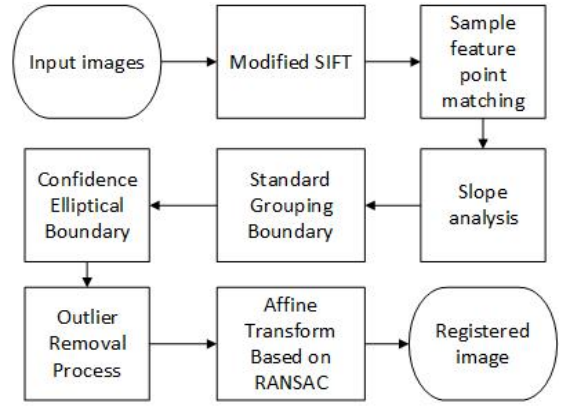 Input images
Modified SIFT
Sample
feature
point
matching
Slope
analysis
Standard
Grouping
Boundary
Confidence
Elliptical
Boundary
Outlier
Removal
Process
Affine
Transform
Based on
RANSAC
Registered
image